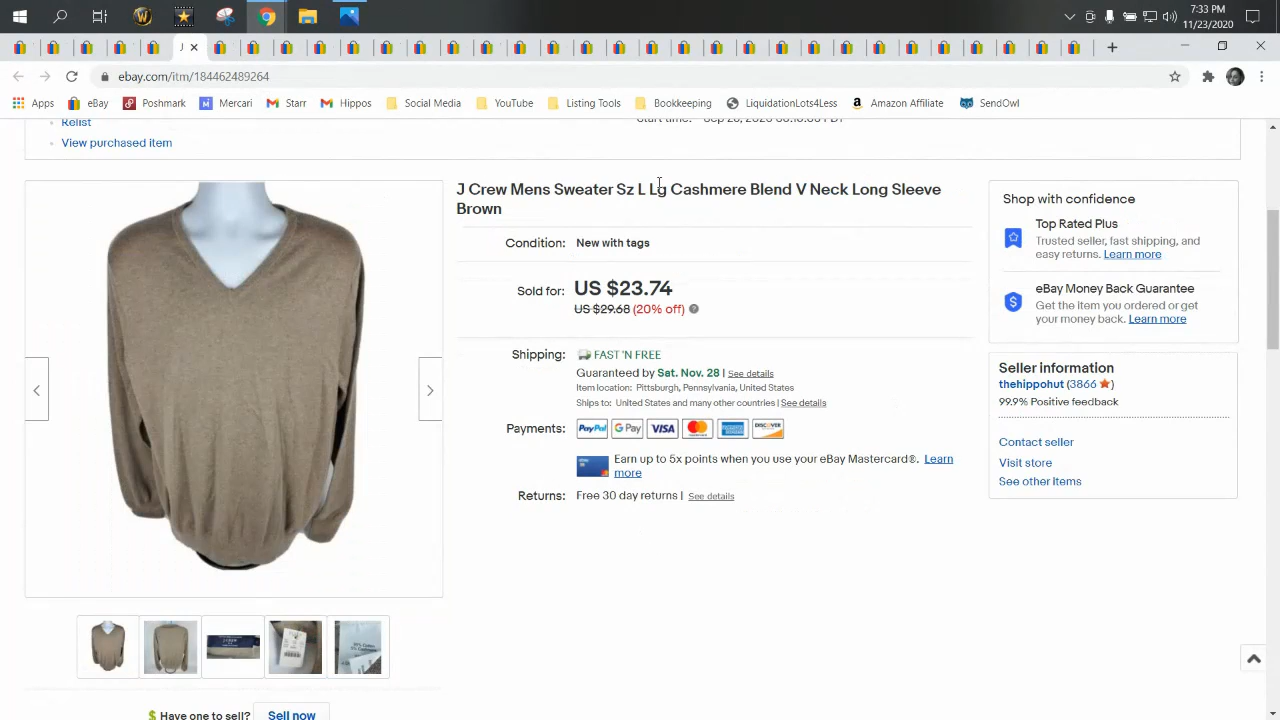 7:33 PM
11/23/2020
J
ebay.com/itm/184462489264
Apps
eBay
Poshmark
Mercari
Starr
Hippos
Social Media
YouTube
Listing Tools
Bookkeeping
LiquidationLots4Less
Amazon Affiliate
SendOwl
Relist
View purchased item
J Crew Mens Sweater Sz L Lg Cashmere Blend V Neck Long Sleeve
Brown
Condition: New with tags
Sold for: US $23.74
US $29.68 (20% off)
Shipping: FAST 'N FREE
Guaranteed by Sat. Nov. 28 | See details
Item location: Pittsburgh, Pennsylvania, United States
Ships to: United States and many other countries | See details
Payments: PayPal G Pay VISA MasterCard AMERICAN EXPRESS DISCOVER
Earn up to 5x points when you use your eBay Mastercard®. Learn
more
Returns: Free 30 day returns | See details
Shop with confidence
Top Rated Plus
Trusted seller, fast shipping, and
easy returns. Learn more
eBay Money Back Guarantee
Get the item you ordered or get
your money back. Learn more
Seller information
thehippohut (3866)
99.9% Positive feedback
Contact seller
Visit store
See other items
Have one to sell? Sell now